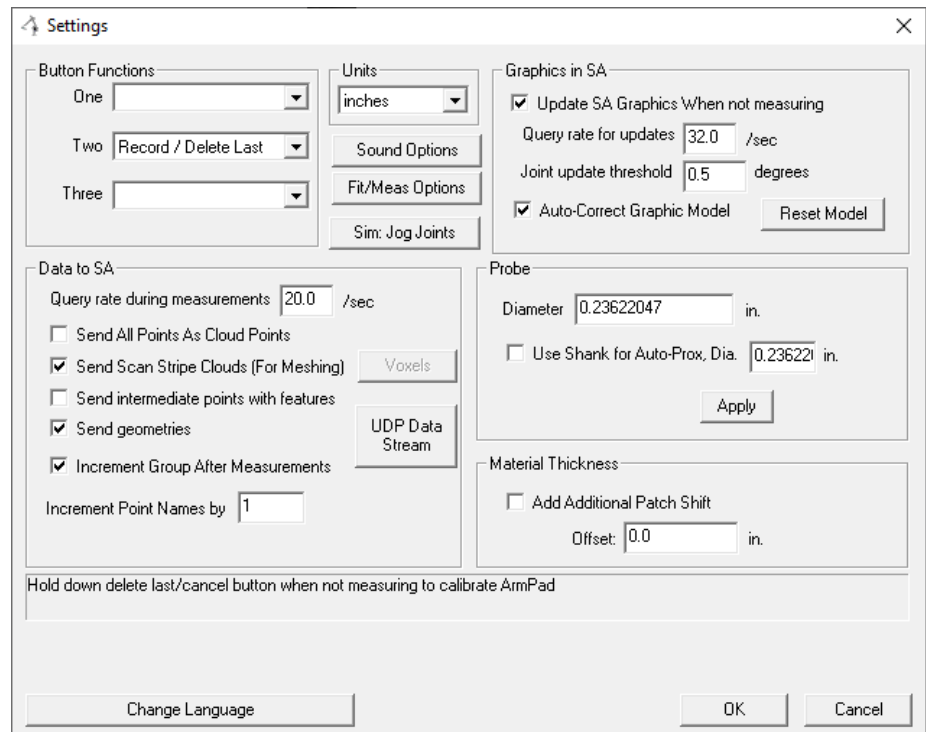 Settings
Button Functions
One
Two Record / Delete Last
Three
Units
inches
Sound Options
Fit/Meas Options
Sim: Jog Joints
Graphics in SA
Update SA Graphics When not measuring
Query rate for updates 32.0 /sec
Joint update threshold 0.5 degrees
Auto-Correct Graphic Model Reset Model
Data to SA
Query rate during measurements 20.0 /sec
Send All Points As Cloud Points
Send Scan Stripe Clouds (For Meshing) Voxels
Send intermediate points with features
Send geometries
UDP Data
Stream
Increment Group After Measurements
Increment Point Names by 1
Probe
Diameter 0.23622047 in.
Use Shank for Auto-Prox, Dia. 0.23622 in.
Apply
Material Thickness
Add Additional Patch Shift
Offset: 0.0 in.
Hold down delete last/cancel button when not measuring to calibrate ArmPad
Change Language OK Cancel